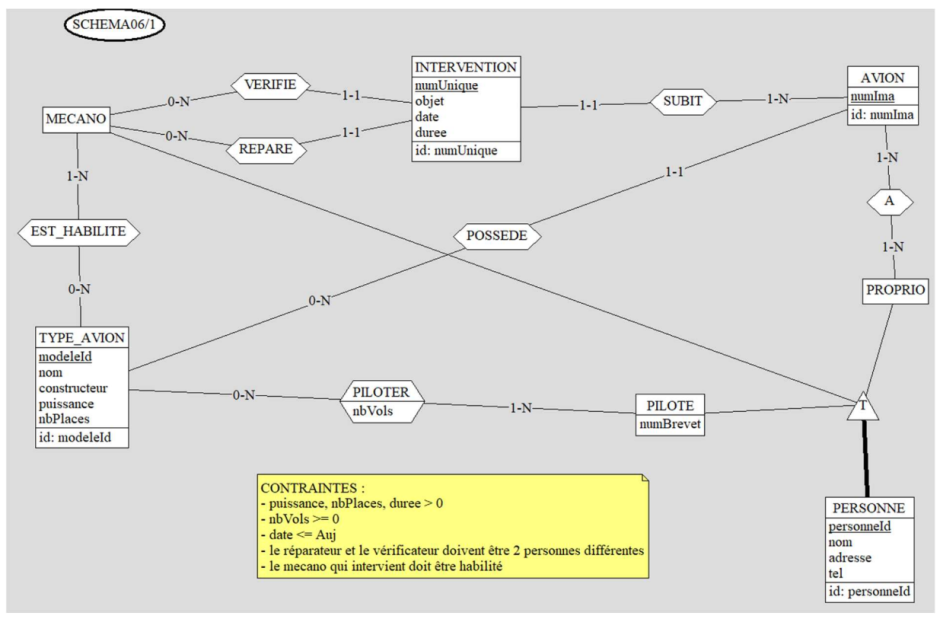 SCHEMA06/1
INTERVENTION
numUnique
objet
date
duree
id: numUnique
AVION
numIma
id: numIma
VERIFIE
0-N
1-1
MECANO
0-N
1-1
REPARE
1-1
SUBIT
1-N
1-N
1-1
1-N
A
EST_HABILITE
POSSEDE
1-N
0-N
0-N
PROPRIO
TYPE_AVION
modeleId
nom
constructeur
puissance
nbPlaces
id: modeleId
0-N
PILOTER
nbVols
1-N
PILOTE
numBrevet
T
CONTRAINTES :
- puissance, nbPlaces, duree > 0
- nbVols >= 0
- date <= Auj
- le réparateur et le vérificateur doivent être 2 personnes différentes
- le mecano qui intervient doit être habilité
PERSONNE
personneId
nom
adresse
tel
id: personneId